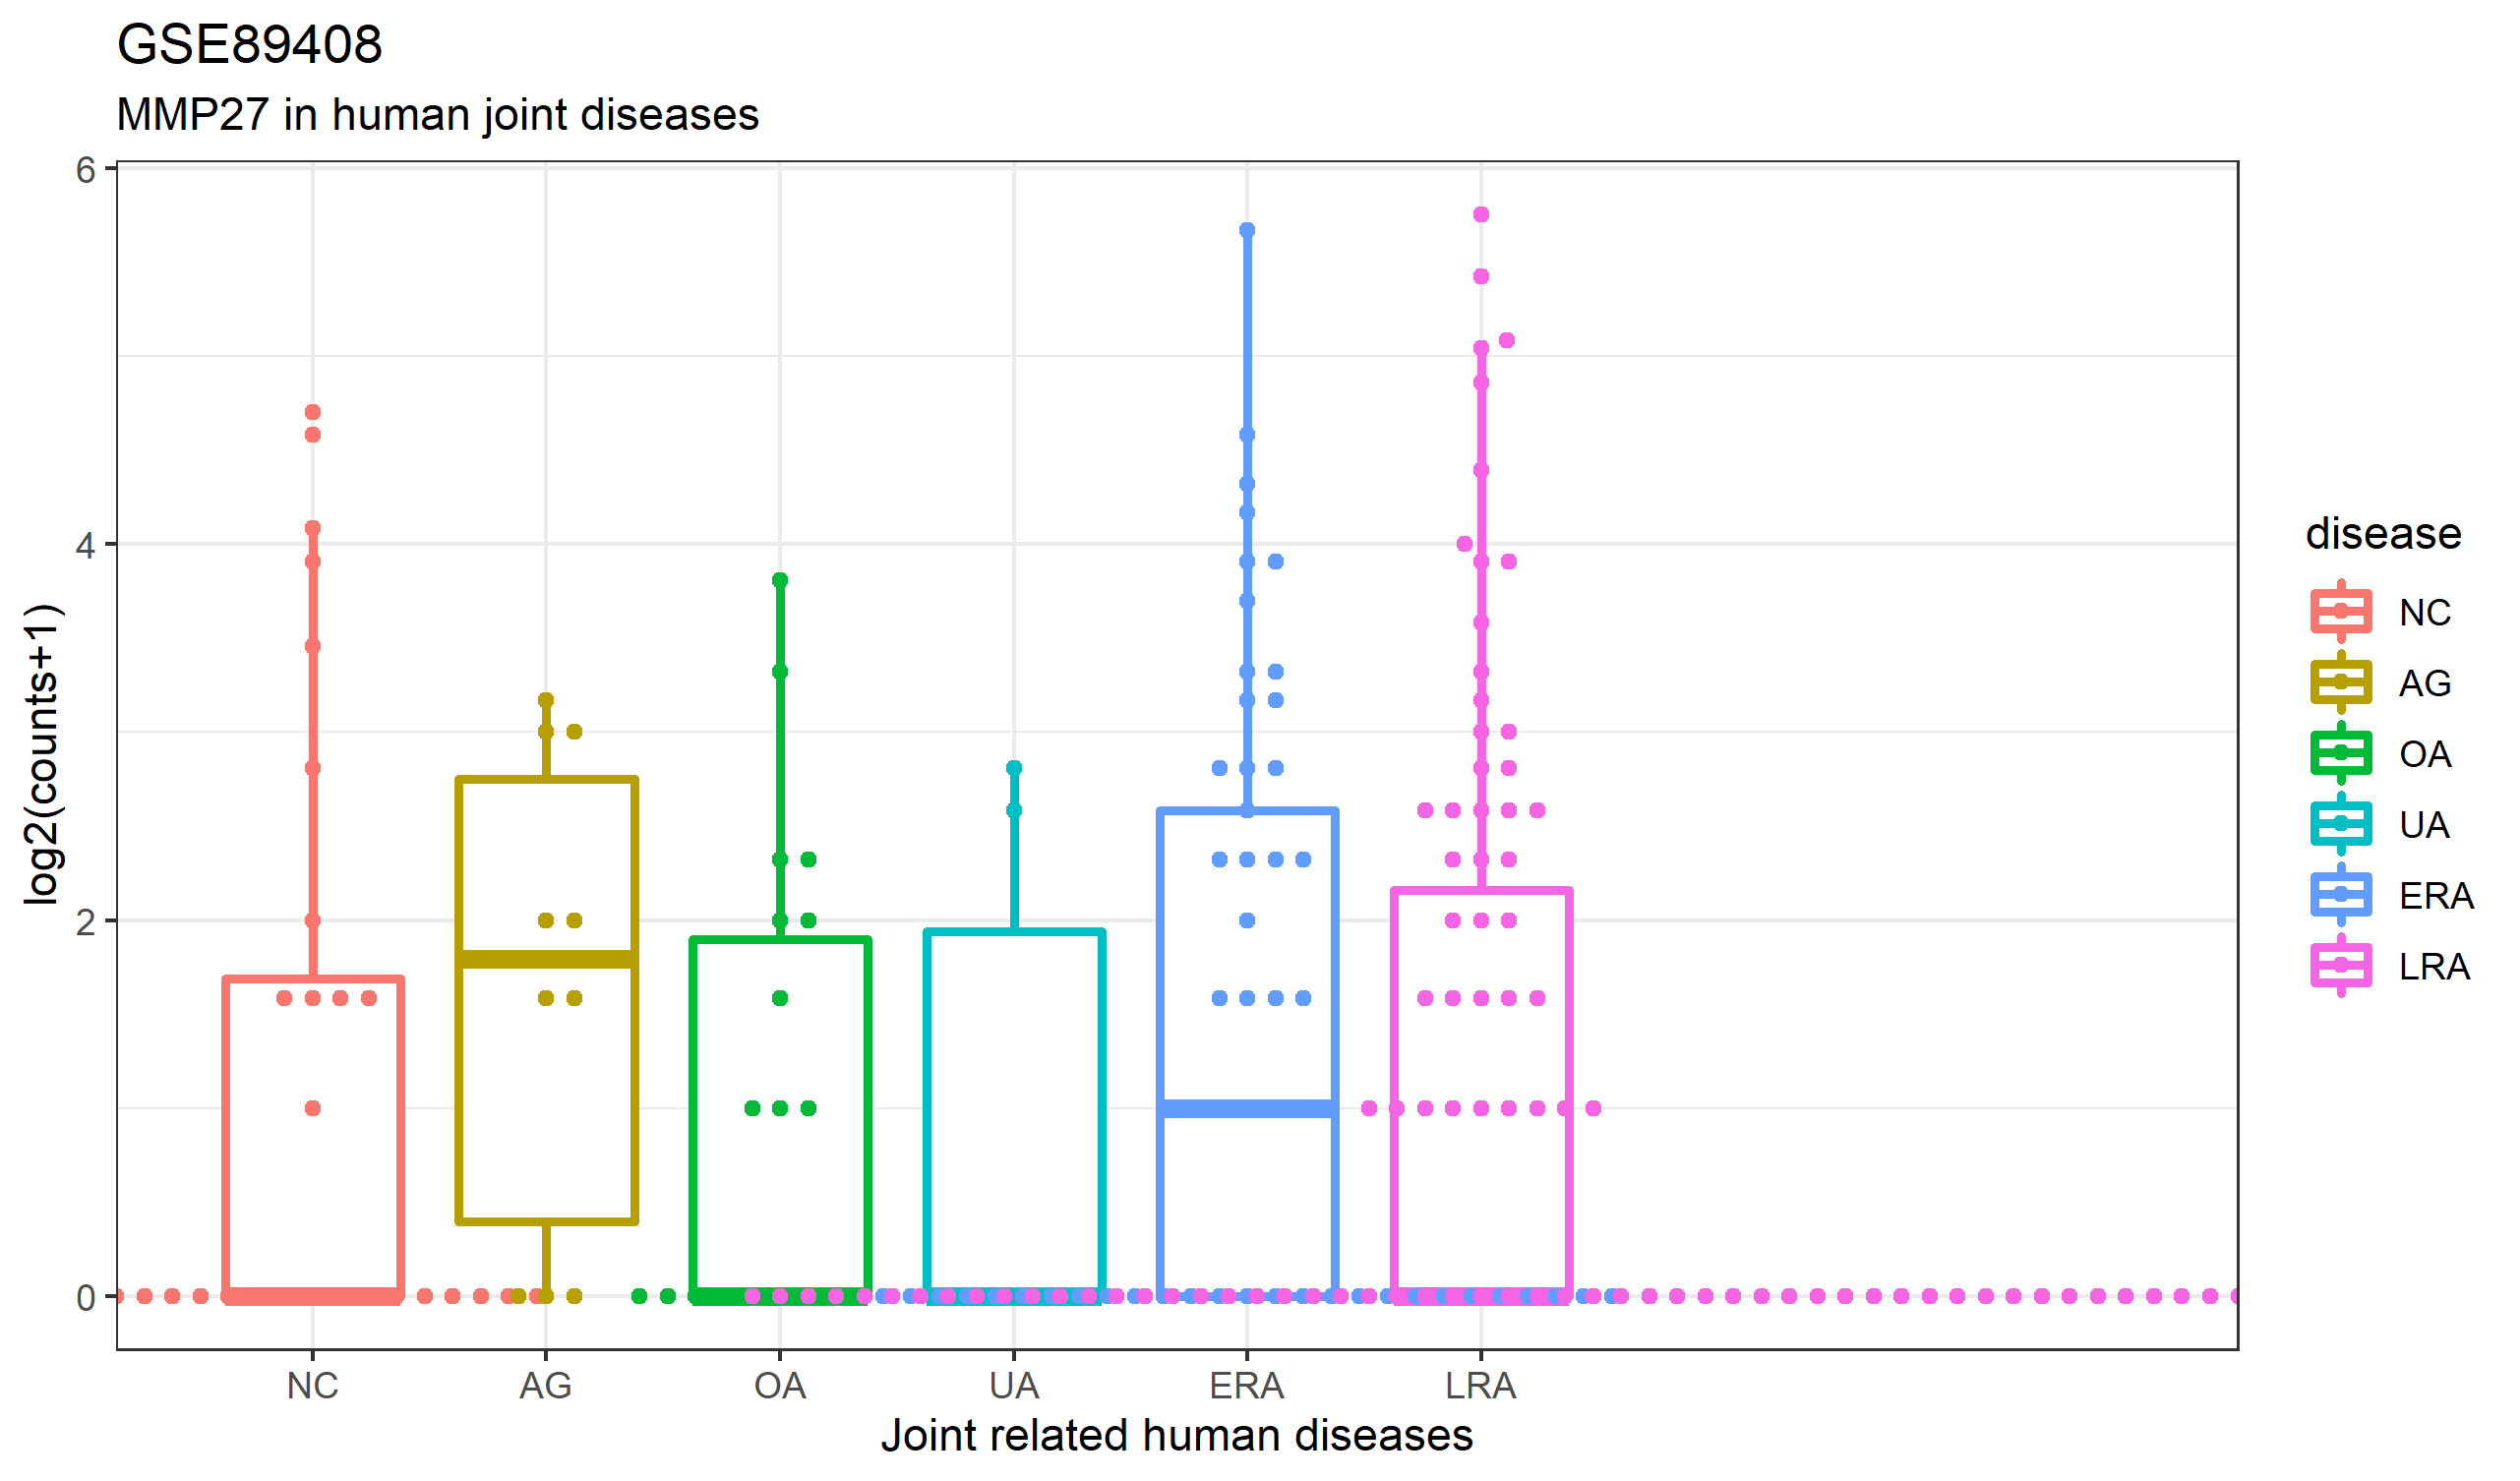 GSE89408
MMP27 in human joint diseases
log2(counts+1)
6
4
2
0
NC AG OA UA ERA LRA
Joint related human diseases
disease
NC
AG
OA
UA
ERA
LRA